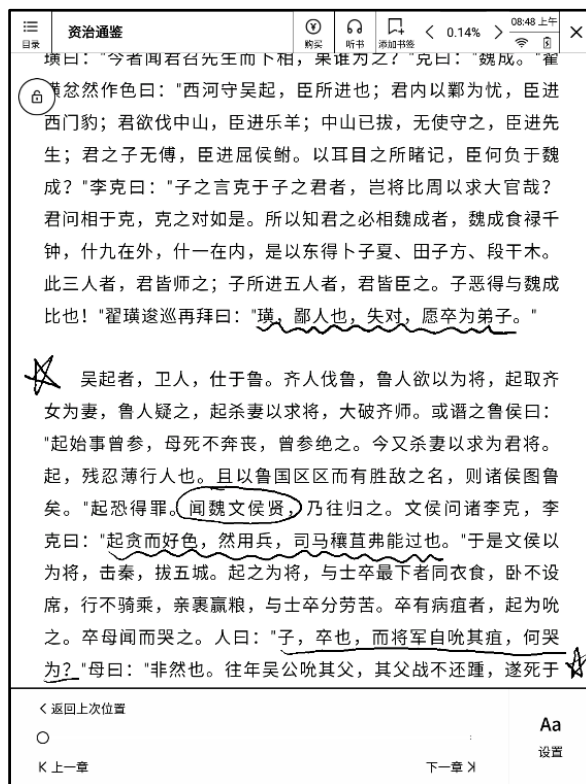 目录
资治通鉴
购买
听书
添加书签
0.14%
08:48 上午
璜曰："今者闻君召先生而卜相，果谁为之？"克曰："魏成。"翟
璜忿然作色曰："西河守吴起，臣所进也；君内以邺为忧，臣进
西门豹；君欲伐中山，臣进乐羊；中山已拔，无使守之，臣进先
生；君之子无傅，臣进屈侯鲋。以耳目之所睹记，臣何负于魏
成？"李克曰："子之言克于子之君者，岂将比周以求大官哉？
君问相于克，克之对如是。所以知君之必相魏成者，魏成食禄千
钟，什九在外，什一在内，是以东得卜子夏、田子方、段干木。
此三人者，君皆师之；子所进五人者，君皆臣之。子恶得与魏成
比也！"翟璜逡巡再拜曰："璜，鄙人也，失对，愿卒为弟子。"
吴起者，卫人，仕于鲁。齐人伐鲁，鲁人欲以为将，起取齐
女为妻，鲁人疑之，起杀妻以求将，大破齐师。或谮之鲁侯曰：
"起始事曾参，母死不奔丧，曾参绝之。今又杀妻以求为君将。
起，残忍薄行人也。且以鲁国区区而有胜敌之名，则诸侯图鲁
矣。"起恐得罪。闻魏文侯贤，乃往归之。文侯问诸李克，李
克曰："起贪而好色，然用兵，司马穰苴弗能过也。"于是文侯以
为将，击秦，拔五城。起之为将，与士卒最下者同衣食，卧不设
席，行不骑乘，亲裹赢粮，与士卒分劳苦。卒有病疽者，起为吮
之。卒母闻而哭之。人曰："子，卒也，而将军自吮其疽，何哭
为？"母曰："非然也。往年吴公吮其父，其父战不还踵，遂死于
返回上次位置
上一章
下一章
Aa
设置